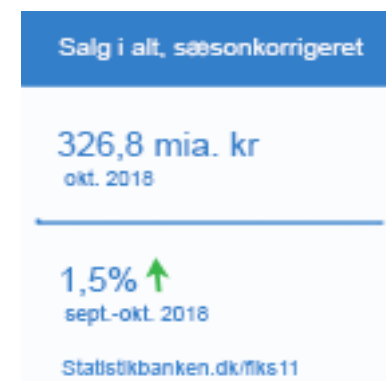 Salg i alt, sæsonkorrigeret
326,8 mia. kr
okt. 2018
1,5%
sept.-okt. 2018
Statistikbanken.dk/fiks11